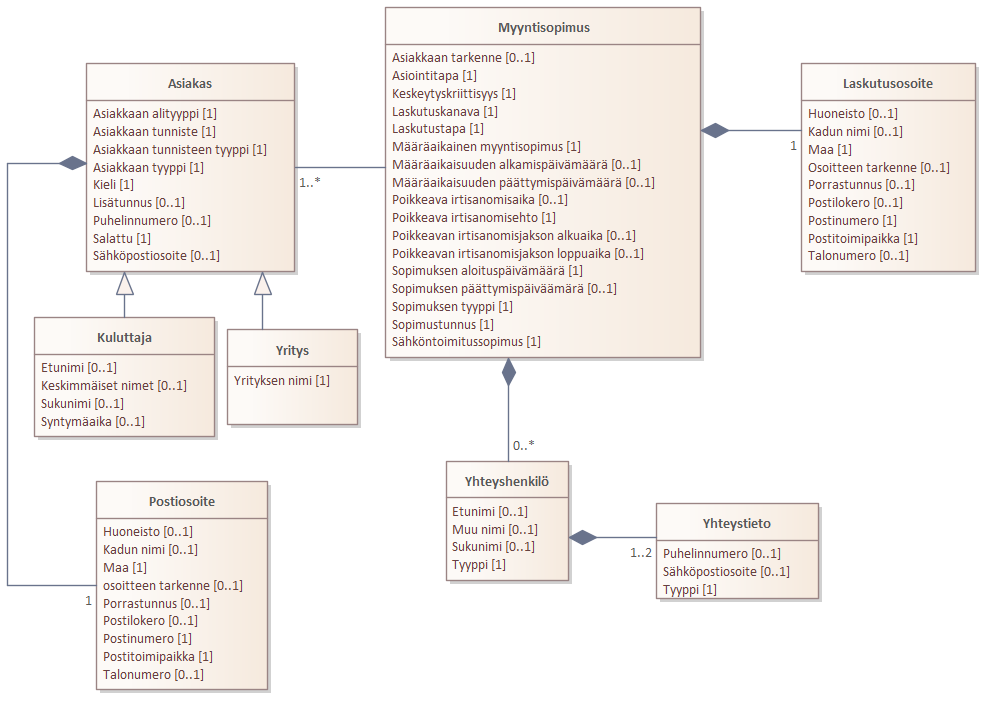 Myyntisopimus
Asiakkaan tarkenne [0..1]
Asiointitapa [1]
Keskeytyskriittisyys [1]
Laskutuskanava [1]
Laskutustapa [1]
Määräaikainen myyntisopimus [1]
Määräaikaisuuden alkamispäivämäärä [0..1]
Määräaikaisuuden päättymispäivämäärä [0..1]
Poikkeava irtisanomisaika [0..1]
Poikkeava irtisanomisehto [1]
Poikkeavan irtisanomisjakson alkuaika [0..1]
Poikkeavan irtisanomisjakson loppuaika [0..1]
Sopimuksen aloituspäivämäärä [1]
Sopimuksen päättymispäiväämärä [0..1]
Sopimuksen tyyppi [1]
Sopimustunnus [1]
Sähköntoimitussopimus [1]
Asiakas
Asiakkaan alityyppi [1]
Asiakkaan tunniste [1]
Asiakkaan tunnisteen tyyppi [1]
Asiakkaan tyyppi [1]
Kieli [1]
Lisätunnus [0..1]
Puhelinnumero [0..1]
Salattu [1]
Sähköpostiosoite [0..1]
1..*
Laskutusosoite
Huoneisto [0..1]
Kadun nimi [0..1]
Maa [1]
Osoitteen tarkenne [0..1]
Porrastunnus [0..1]
Postilokero [0..1]
Postinumero [1]
Postitoimipaikka [1]
Talonumero [0..1]
1
Kuluttaja
Etunimi [0..1]
Keskimmäiset nimet [0..1]
Sukunimi [0..1]
Syntymäaika [0..1]
Yritys
Yrityksen nimi [1]
0..*
Yhteyshenkilö
Etunimi [0..1]
Muu nimi [0..1]
Sukunimi [0..1]
Tyyppi [1]
1..2
Yhteystieto
Puhelinnumero [0..1]
Sähköpostiosoite [0..1]
Tyyppi [1]
Postiosoite
Huoneisto [0..1]
Kadun nimi [0..1]
Maa [1]
osoitteen tarkenne [0..1]
Porrastunnus [0..1]
Postilokero [0..1]
Postinumero [1]
Postitoimipaikka [1]
Talonumero [0..1]
1